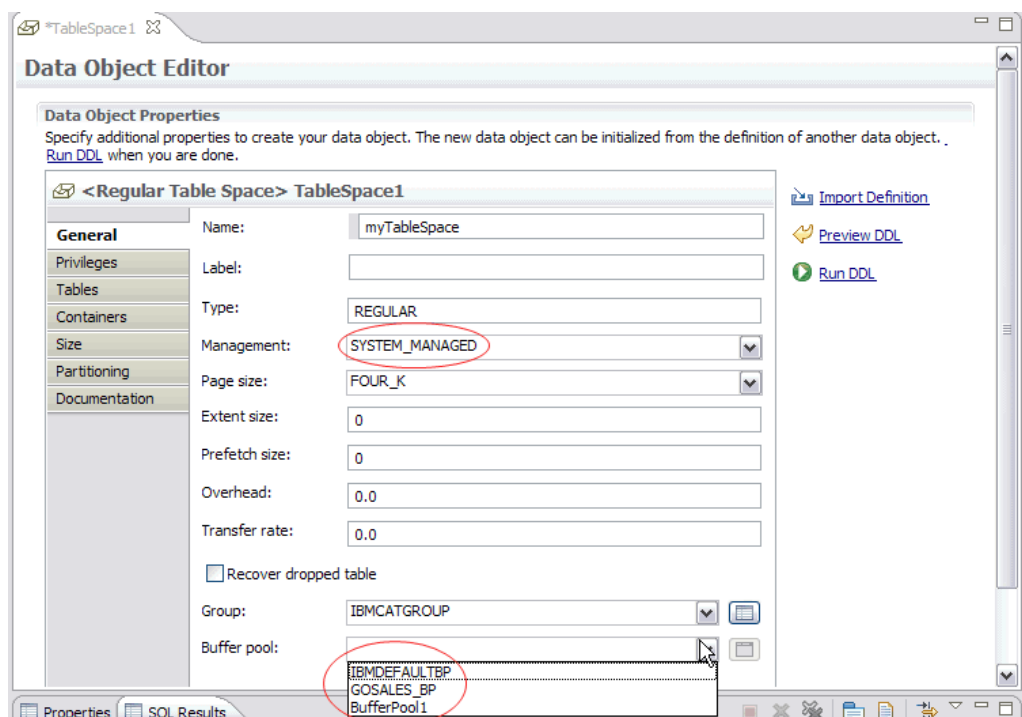 *TableSpace1
Data Object Editor
Data Object Properties
Specify additional properties to create your data object. The new data object can be initialized from the definition of another data object.
Run DDL when you are done.
<Regular Table Space> TableSpace1
Import Definition
Preview DDL
Run DDL
General
Privileges
Tables
Containers
Size
Partitioning
Documentation
Name: myTableSpace
Label:
Type: REGULAR
Management: SYSTEM_MANAGED
Page size: FOUR_K
Extent size: 0
Prefetch size: 0
Overhead: 0.0
Transfer rate: 0.0
Recover dropped table
Group: IBMCATGROUP
Buffer pool:
IBMDEFAULTBP
GOSALES_BP
BufferPool1
Properties SQL Results